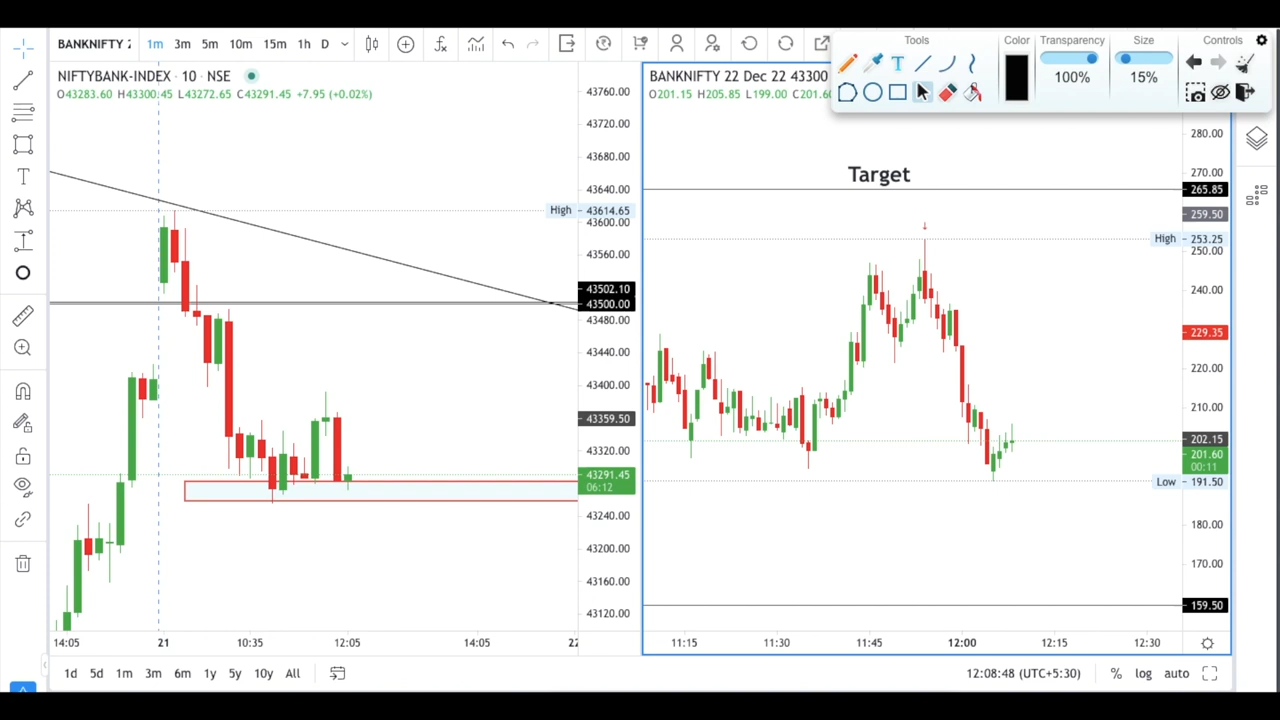 BANKNIFTY 2 1m 3m 5m 10m 15m 1h D
Tools Color Transparency Size Controls
100% 15%
NIFTYBANK-INDEX · 10 · NSE
O43283.60 H43300.45 L43272.65 C43291.45 +7.95 (+0.02%)
43760.00
43720.00
43680.00
43640.00
High 43614.65
43600.00
43560.00
43502.10
43500.00
43480.00
43440.00
43400.00
43359.50
43320.00
43291.45
06:12
43240.00
43200.00
43160.00
43120.00
14:05 21 10:35 12:05 14:05 22
BANKNIFTY 22 Dec 22 43300
O201.15 H205.85 L199.00 C201.60
Target
280.00
270.00
265.85
259.50
High 253.25
250.00
240.00
229.35
220.00
210.00
202.15
201.60
00:11
Low 191.50
180.00
170.00
159.50
11:15 11:30 11:45 12:00 12:15 12:30
1d 5d 1m 3m 6m 1y 5y 10y All
12:08:48 (UTC+5:30) % log auto